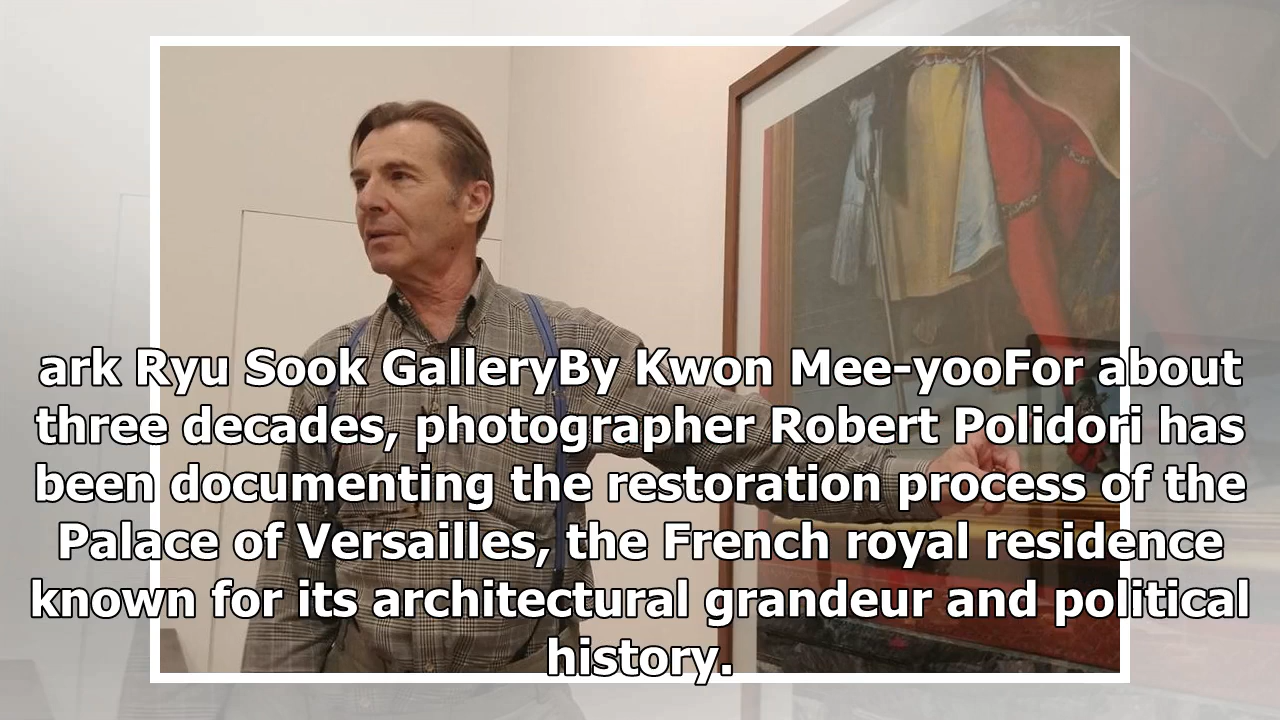 ark Ryu Sook GalleryBy Kwon Mee-yooFor about
three decades, photographer Robert Polidori has
been documenting the restoration process of the
Palace of Versailles, the French royal residence
known for its architectural grandeur and political
history.